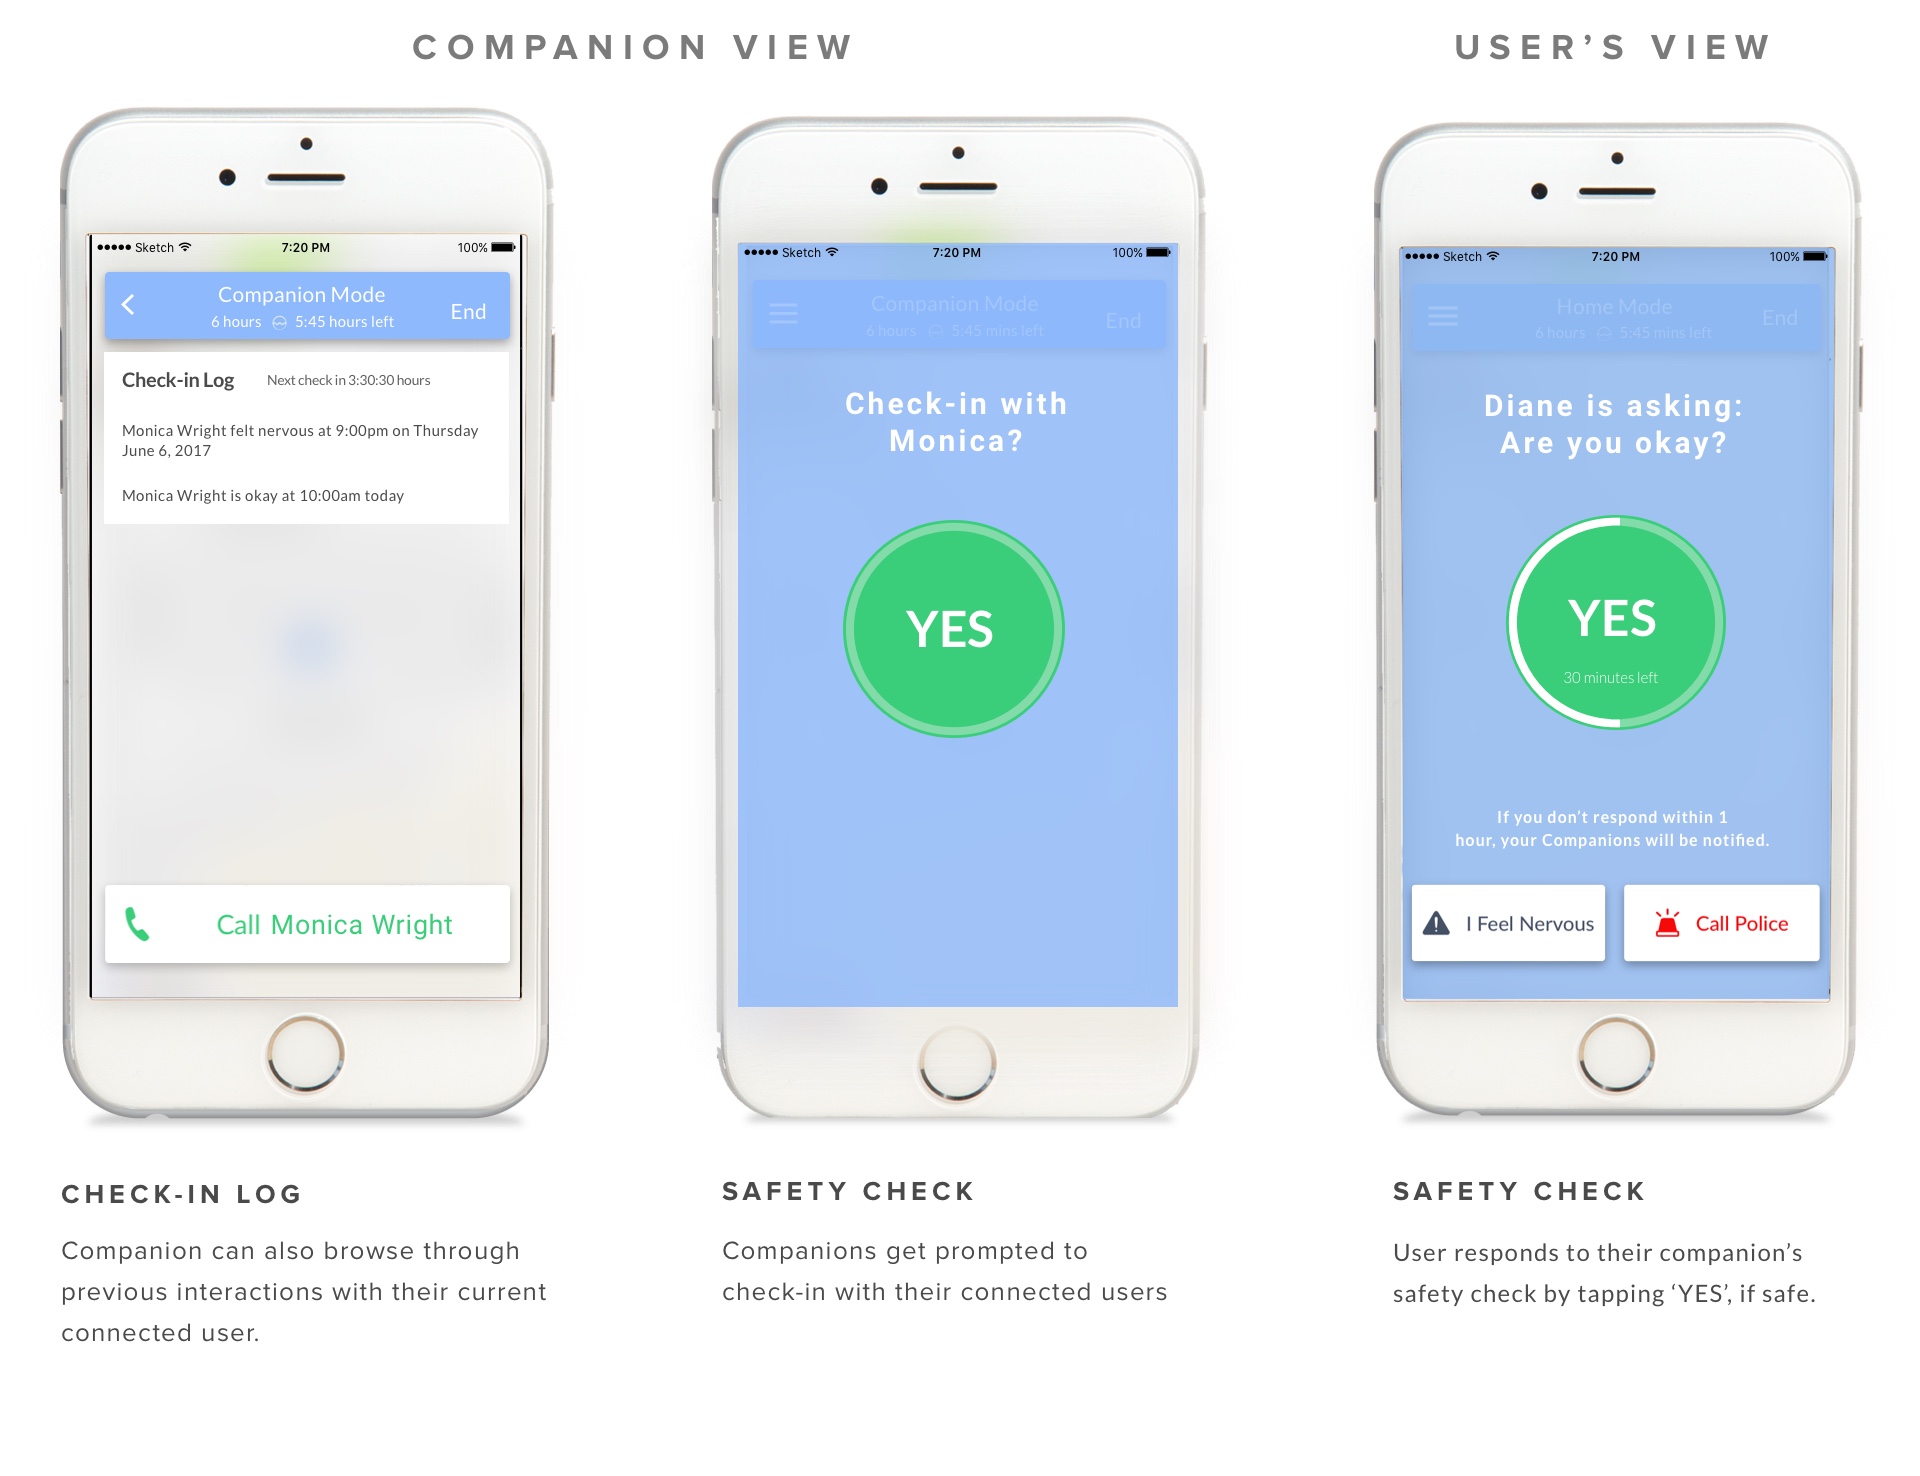 COMPANION VIEW
USER’S VIEW
Sketch 7:20 PM 100%
Companion Mode
6 hours 5:45 hours left
End
Check-in Log Next check in 3:30:30 hours
Monica Wright felt nervous at 9:00pm on Thursday
June 6, 2017
Monica Wright is okay at 10:00am today
Call Monica Wright
CHECK-IN LOG
Companion can also browse through
previous interactions with their current
connected user.
Sketch 7:20 PM 100%
Companion Mode
6 hours 5:45 mins left
End
Check-in with
Monica?
YES
SAFETY CHECK
Companions get prompted to
check-in with their connected users
Sketch 7:20 PM 100%
Home Mode
6 hours 5:45 mins left
End
Diane is asking:
Are you okay?
YES
30 minutes left
If you don’t respond within 1
hour, your Companions will be notified.
I Feel Nervous
Call Police
SAFETY CHECK
User responds to their companion’s
safety check by tapping ‘YES’, if safe.